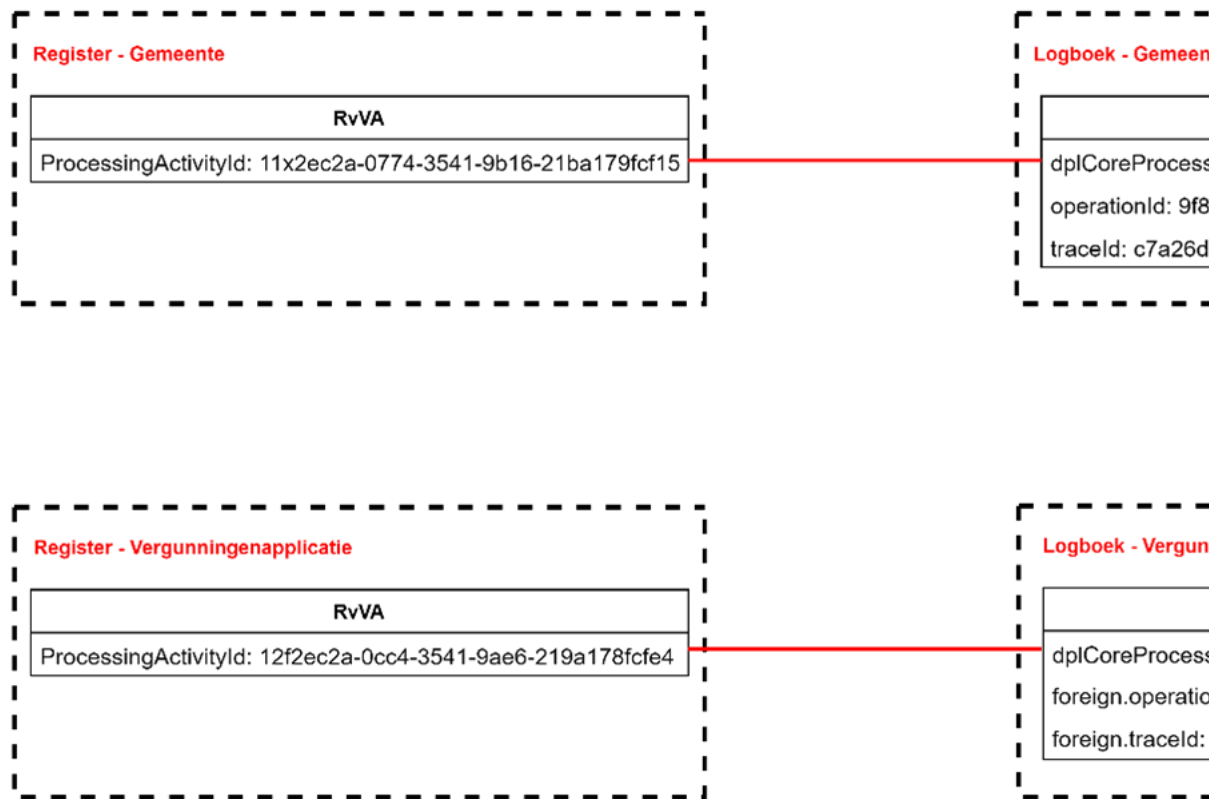 Register - Gemeente
RvVA
ProcessingActivityId: 11x2ec2a-0774-3541-9b16-21ba179fcf15
Logboek - Gemeen
dplCoreProcess
operationId: 9f8
traceId: c7a26d
Register - Vergunningenapplicatie
RvVA
ProcessingActivityId: 12f2ec2a-0cc4-3541-9ae6-219a178fcfe4
Logboek - Vergun
dplCoreProcess
foreign.operatio
foreign.traceId: